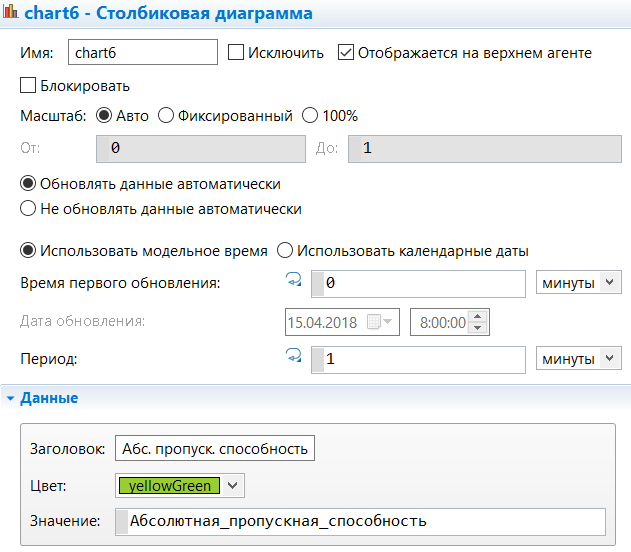 chart6 - Столбиковая диаграмма
Имя: chart6 Исключить Отображается на верхнем агенте
Блокировать
Масштаб: Авто Фиксированный 100%
От: 0 До: 1
Обновлять данные автоматически
Не обновлять данные автоматически
Использовать модельное время Использовать календарные даты
Время первого обновления: 0 минуты
Дата обновления: 15.04.2018 8:00:00
Период: 1 минуты
Данные
Заголовок: Абс. пропуск. способность
Цвет: yellowGreen
Значение: Абсолютная_пропускная_способность